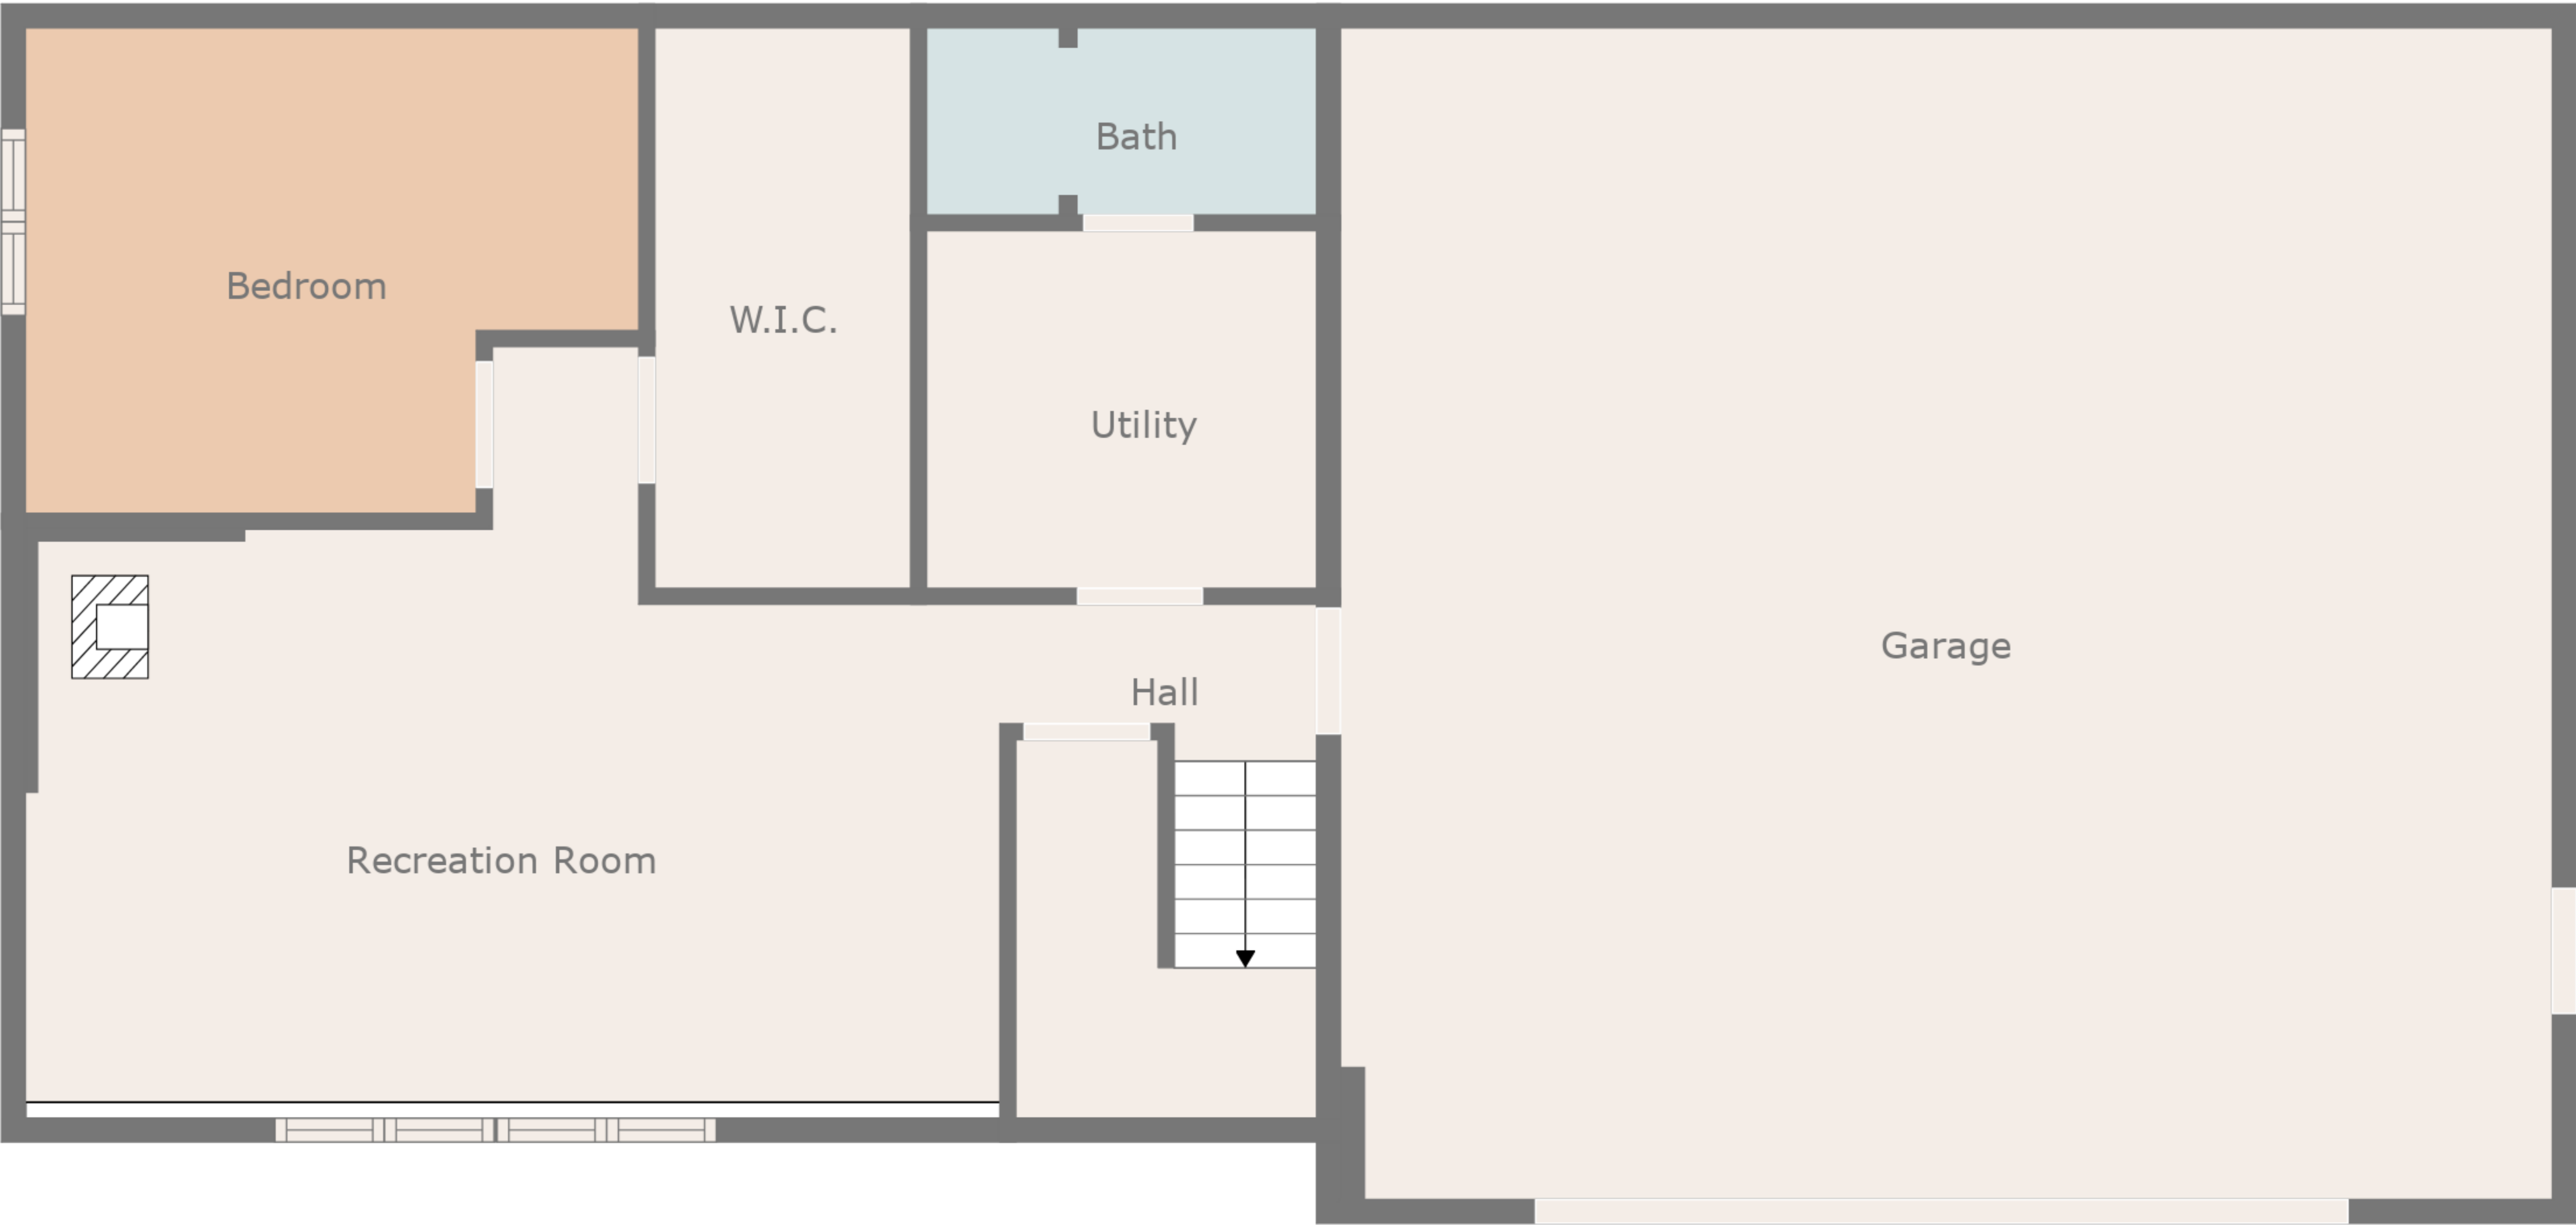 Bath
Bedroom
W.I.C.
Utility
Garage
Hall
Recreation Room